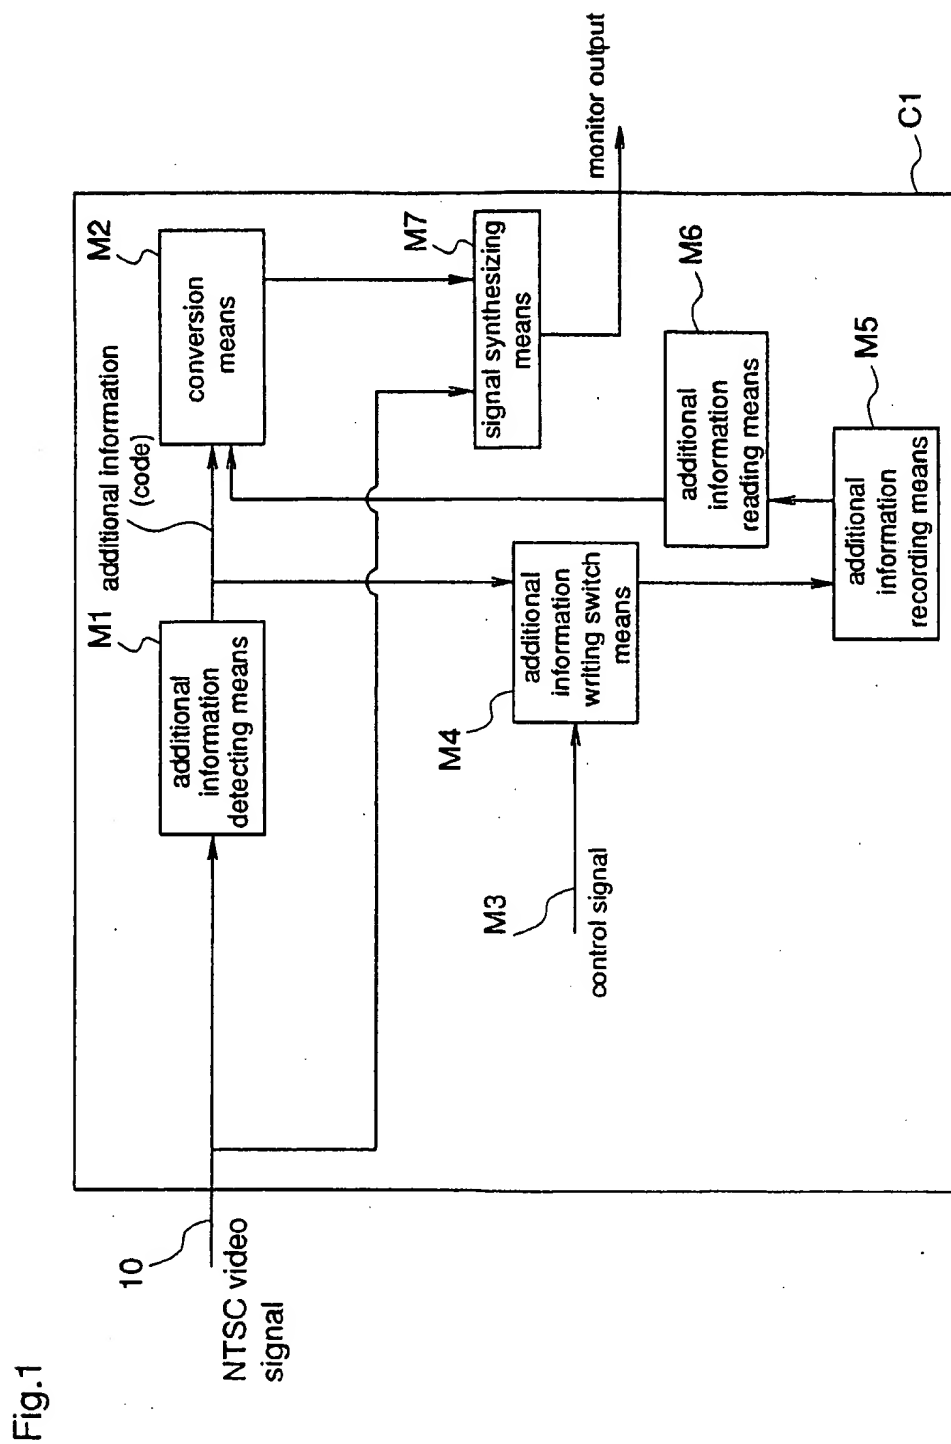 Fig.1
10
NTSC video
signal
M1
additional
information
detecting means
additional information
(code)
M2
conversion
means
M7
signal synthesizing
means
monitor output
M3
control signal
M4
additional
information
writing switch
means
M6
additional
information
reading means
M5
additional
information
recording means
C1